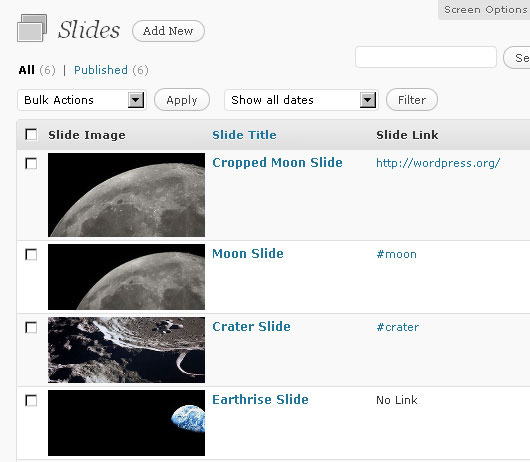 Screen Options
Slides Add New
All (6) | Published (6)
Bulk Actions Apply Show all dates Filter
Slide Image Slide Title Slide Link
Cropped Moon Slide http://wordpress.org/
Moon Slide #moon
Crater Slide #crater
Earthrise Slide No Link